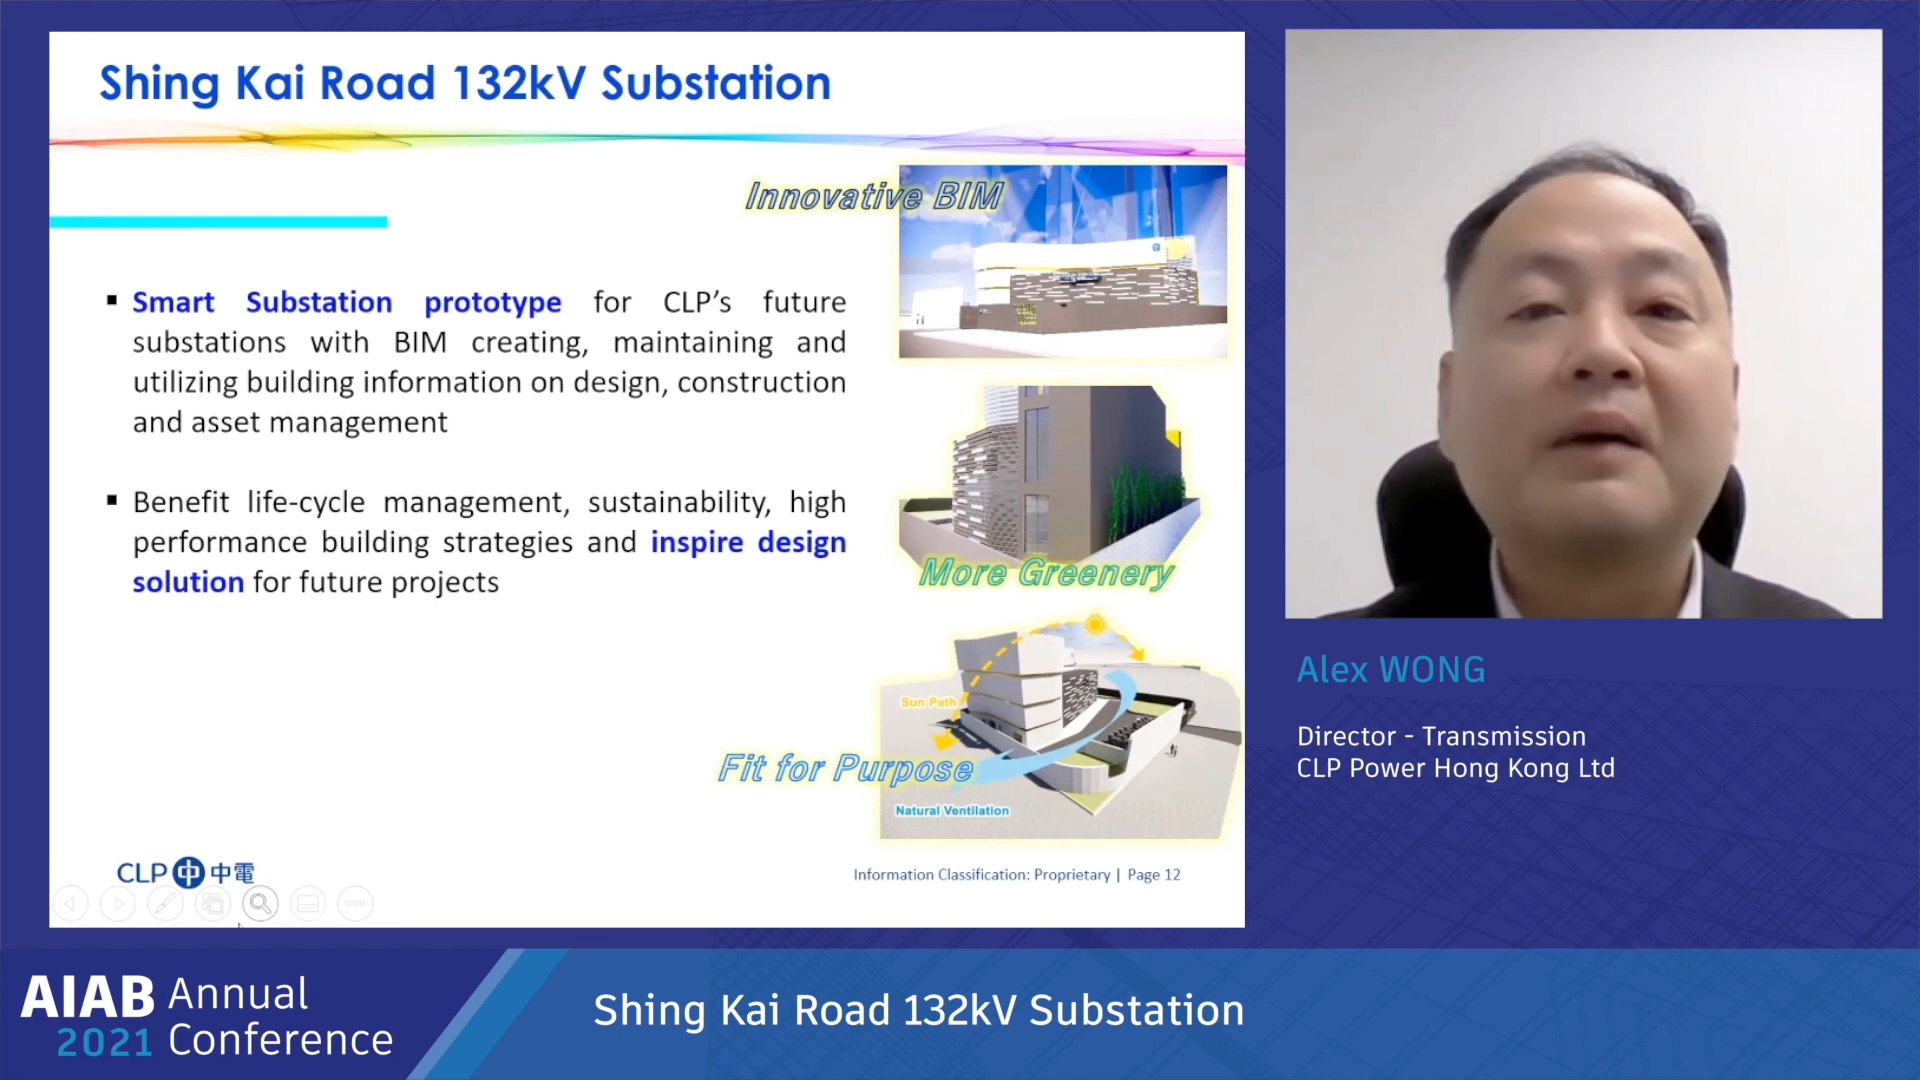 Shing Kai Road 132kV Substation
Innovative BIM
▪ Smart Substation prototype for CLP’s future
substations with BIM creating, maintaining and
utilizing building information on design, construction
and asset management
▪ Benefit life-cycle management, sustainability, high
performance building strategies and inspire design
solution for future projects
More Greenery
Sun Path
Fit for Purpose
Natural Ventilation
CLP 中電
Information Classification: Proprietary | Page 12
Alex WONG
Director - Transmission
CLP Power Hong Kong Ltd
AIAB Annual
2021 Conference
Shing Kai Road 132kV Substation